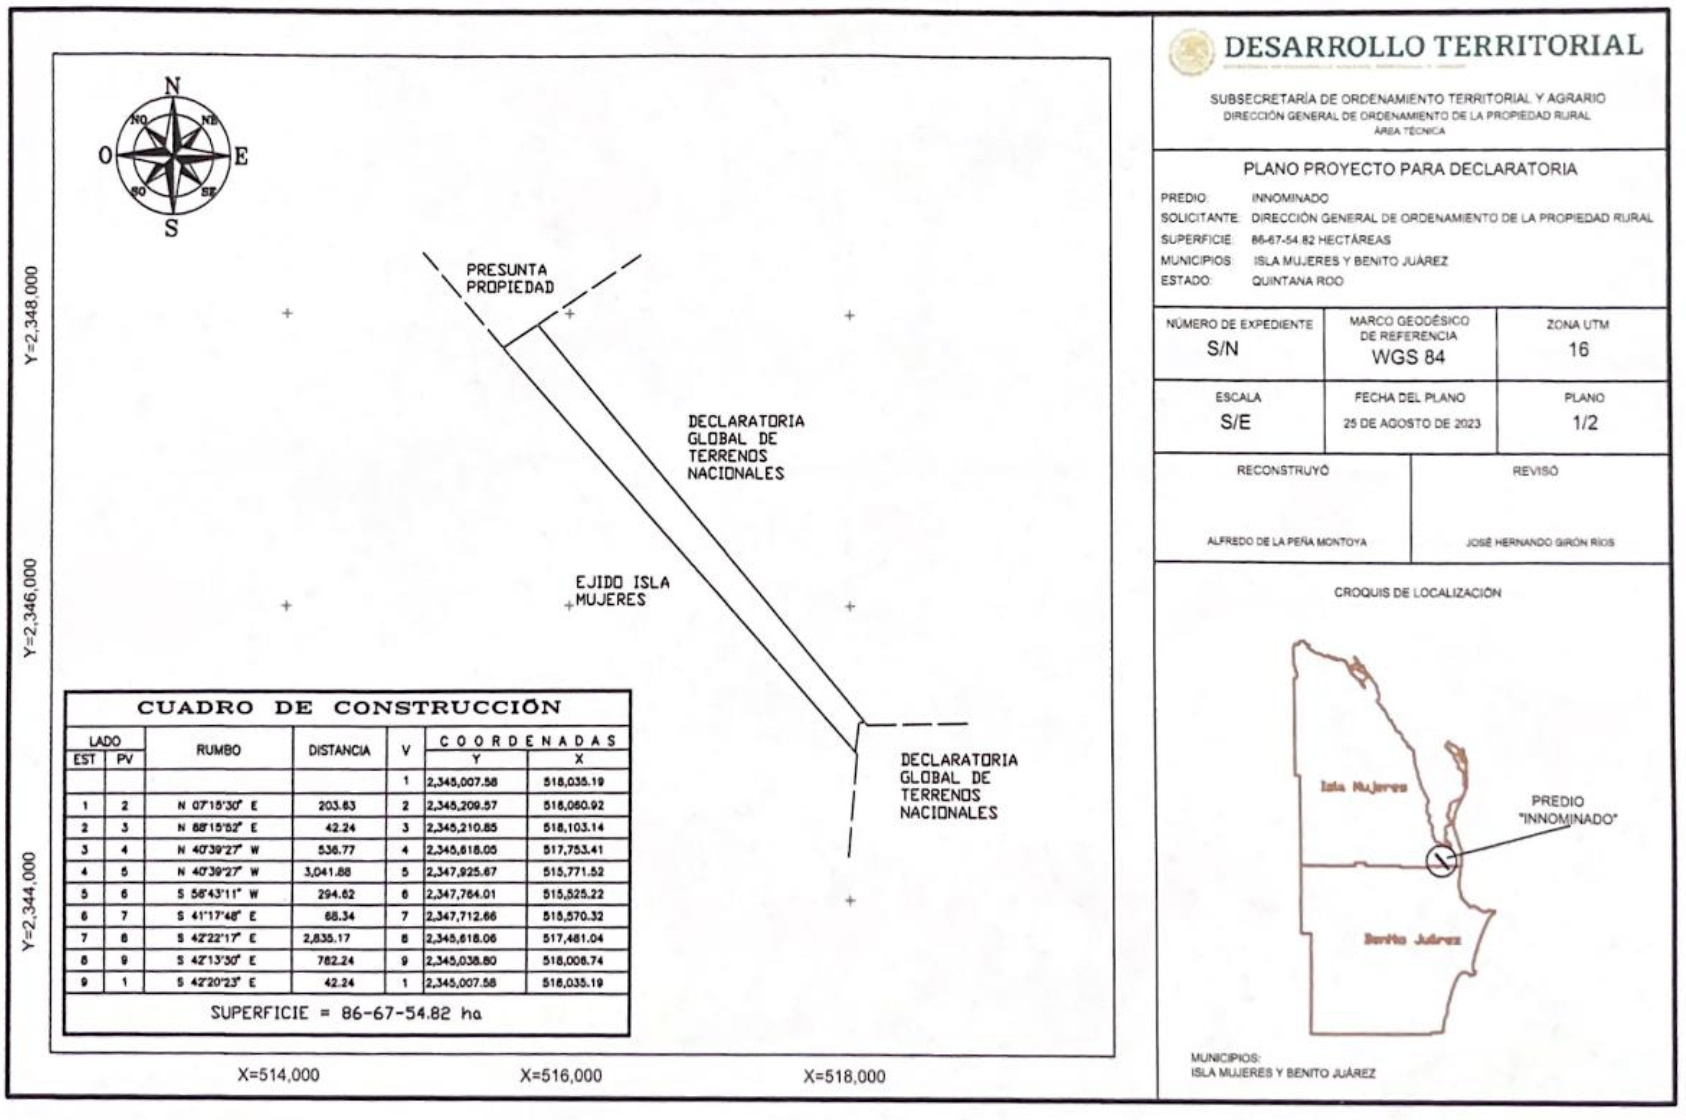 N
NO
NE
O
E
SO
SE
S
PRESUNTA
PROPIEDAD
DECLARATORIA
GLOBAL DE
TERRENOS
NACIONALES
EJIDO ISLA
MUJERES
DECLARATORIA
GLOBAL DE
TERRENOS
NACIONALES
Y=2,348,000
Y=2,346,000
Y=2,344,000
X=514,000
X=516,000
X=518,000
CUADRO DE CONSTRUCCIÓN
LADO RUMBO DISTANCIA V COORDENADAS
EST PV Y X
1 2,345,007.58 518,035.19
1 2 N 07°15'30" E 203.63 2 2,345,209.57 518,060.92
2 3 N 88°15'52" E 42.24 3 2,345,210.85 518,103.14
3 4 N 40°39'27" W 536.77 4 2,345,618.05 517,753.41
4 5 N 40°39'27" W 3,041.88 5 2,347,925.67 515,771.52
5 6 S 58°43'11" W 294.62 6 2,347,764.01 515,525.22
6 7 S 41°17'48" E 68.34 7 2,347,712.66 515,570.32
7 8 S 42°22'17" E 2,835.17 8 2,345,618.06 517,481.04
8 9 S 42°13'30" E 782.24 9 2,345,038.80 518,006.74
9 1 S 42°20'23" E 42.24 1 2,345,007.58 518,035.19
SUPERFICIE = 86-67-54.82 ha
DESARROLLO TERRITORIAL
SUBSECRETARÍA DE ORDENAMIENTO TERRITORIAL Y AGRARIO
DIRECCIÓN GENERAL DE ORDENAMIENTO DE LA PROPIEDAD RURAL
ÁREA TÉCNICA
PLANO PROYECTO PARA DECLARATORIA
PREDIO: INNOMINADO
SOLICITANTE: DIRECCIÓN GENERAL DE ORDENAMIENTO DE LA PROPIEDAD RURAL
SUPERFICIE: 86-67-54.82 HECTÁREAS
MUNICIPIOS: ISLA MUJERES Y BENITO JUÁREZ
ESTADO: QUINTANA ROO
NÚMERO DE EXPEDIENTE
S/N
MARCO GEODÉSICO
DE REFERENCIA
WGS 84
ZONA UTM
16
ESCALA
S/E
FECHA DEL PLANO
25 DE AGOSTO DE 2023
PLANO
1/2
RECONSTRUYÓ
ALFREDO DE LA PEÑA MONTOYA
REVISÓ
JOSÉ HERNANDO GIRÓN RÍOS
CROQUIS DE LOCALIZACIÓN
Isla Mujeres
PREDIO
"INNOMINADO"
Benito Juárez
MUNICIPIOS:
ISLA MUJERES Y BENITO JUÁREZ